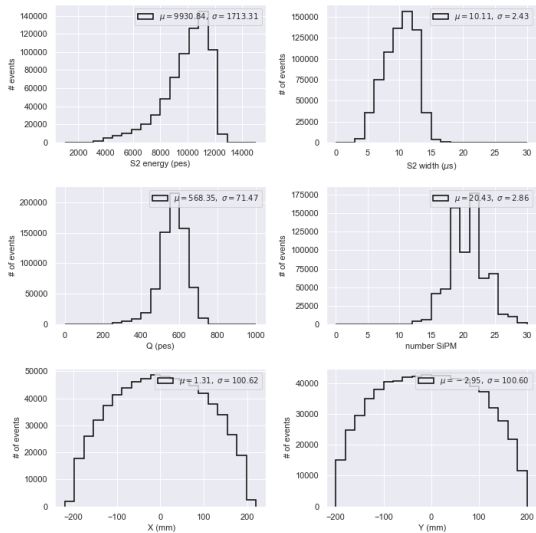 μ = 9930.84, σ = 1713.31
# of events
140000
120000
100000
80000
60000
40000
20000
0
2000 4000 6000 8000 10000 12000 14000
S2 energy (pes)
μ = 10.11, σ = 2.43
# of events
150000
125000
100000
75000
50000
25000
0
0 5 10 15 20 25 30
S2 width (μs)
μ = 568.35, σ = 71.47
# of events
200000
150000
100000
50000
0
0 200 400 600 800 1000
Q (pes)
μ = 20.43, σ = 2.86
# of events
175000
150000
125000
100000
75000
50000
25000
0
0 5 10 15 20 25 30
number SiPM
μ = 1.31, σ = 100.62
# of events
50000
40000
30000
20000
10000
0
−200 −100 0 100 200
X (mm)
μ = −2.95, σ = 100.60
# of events
40000
30000
20000
10000
0
−200 −100 0 100 200
Y (mm)